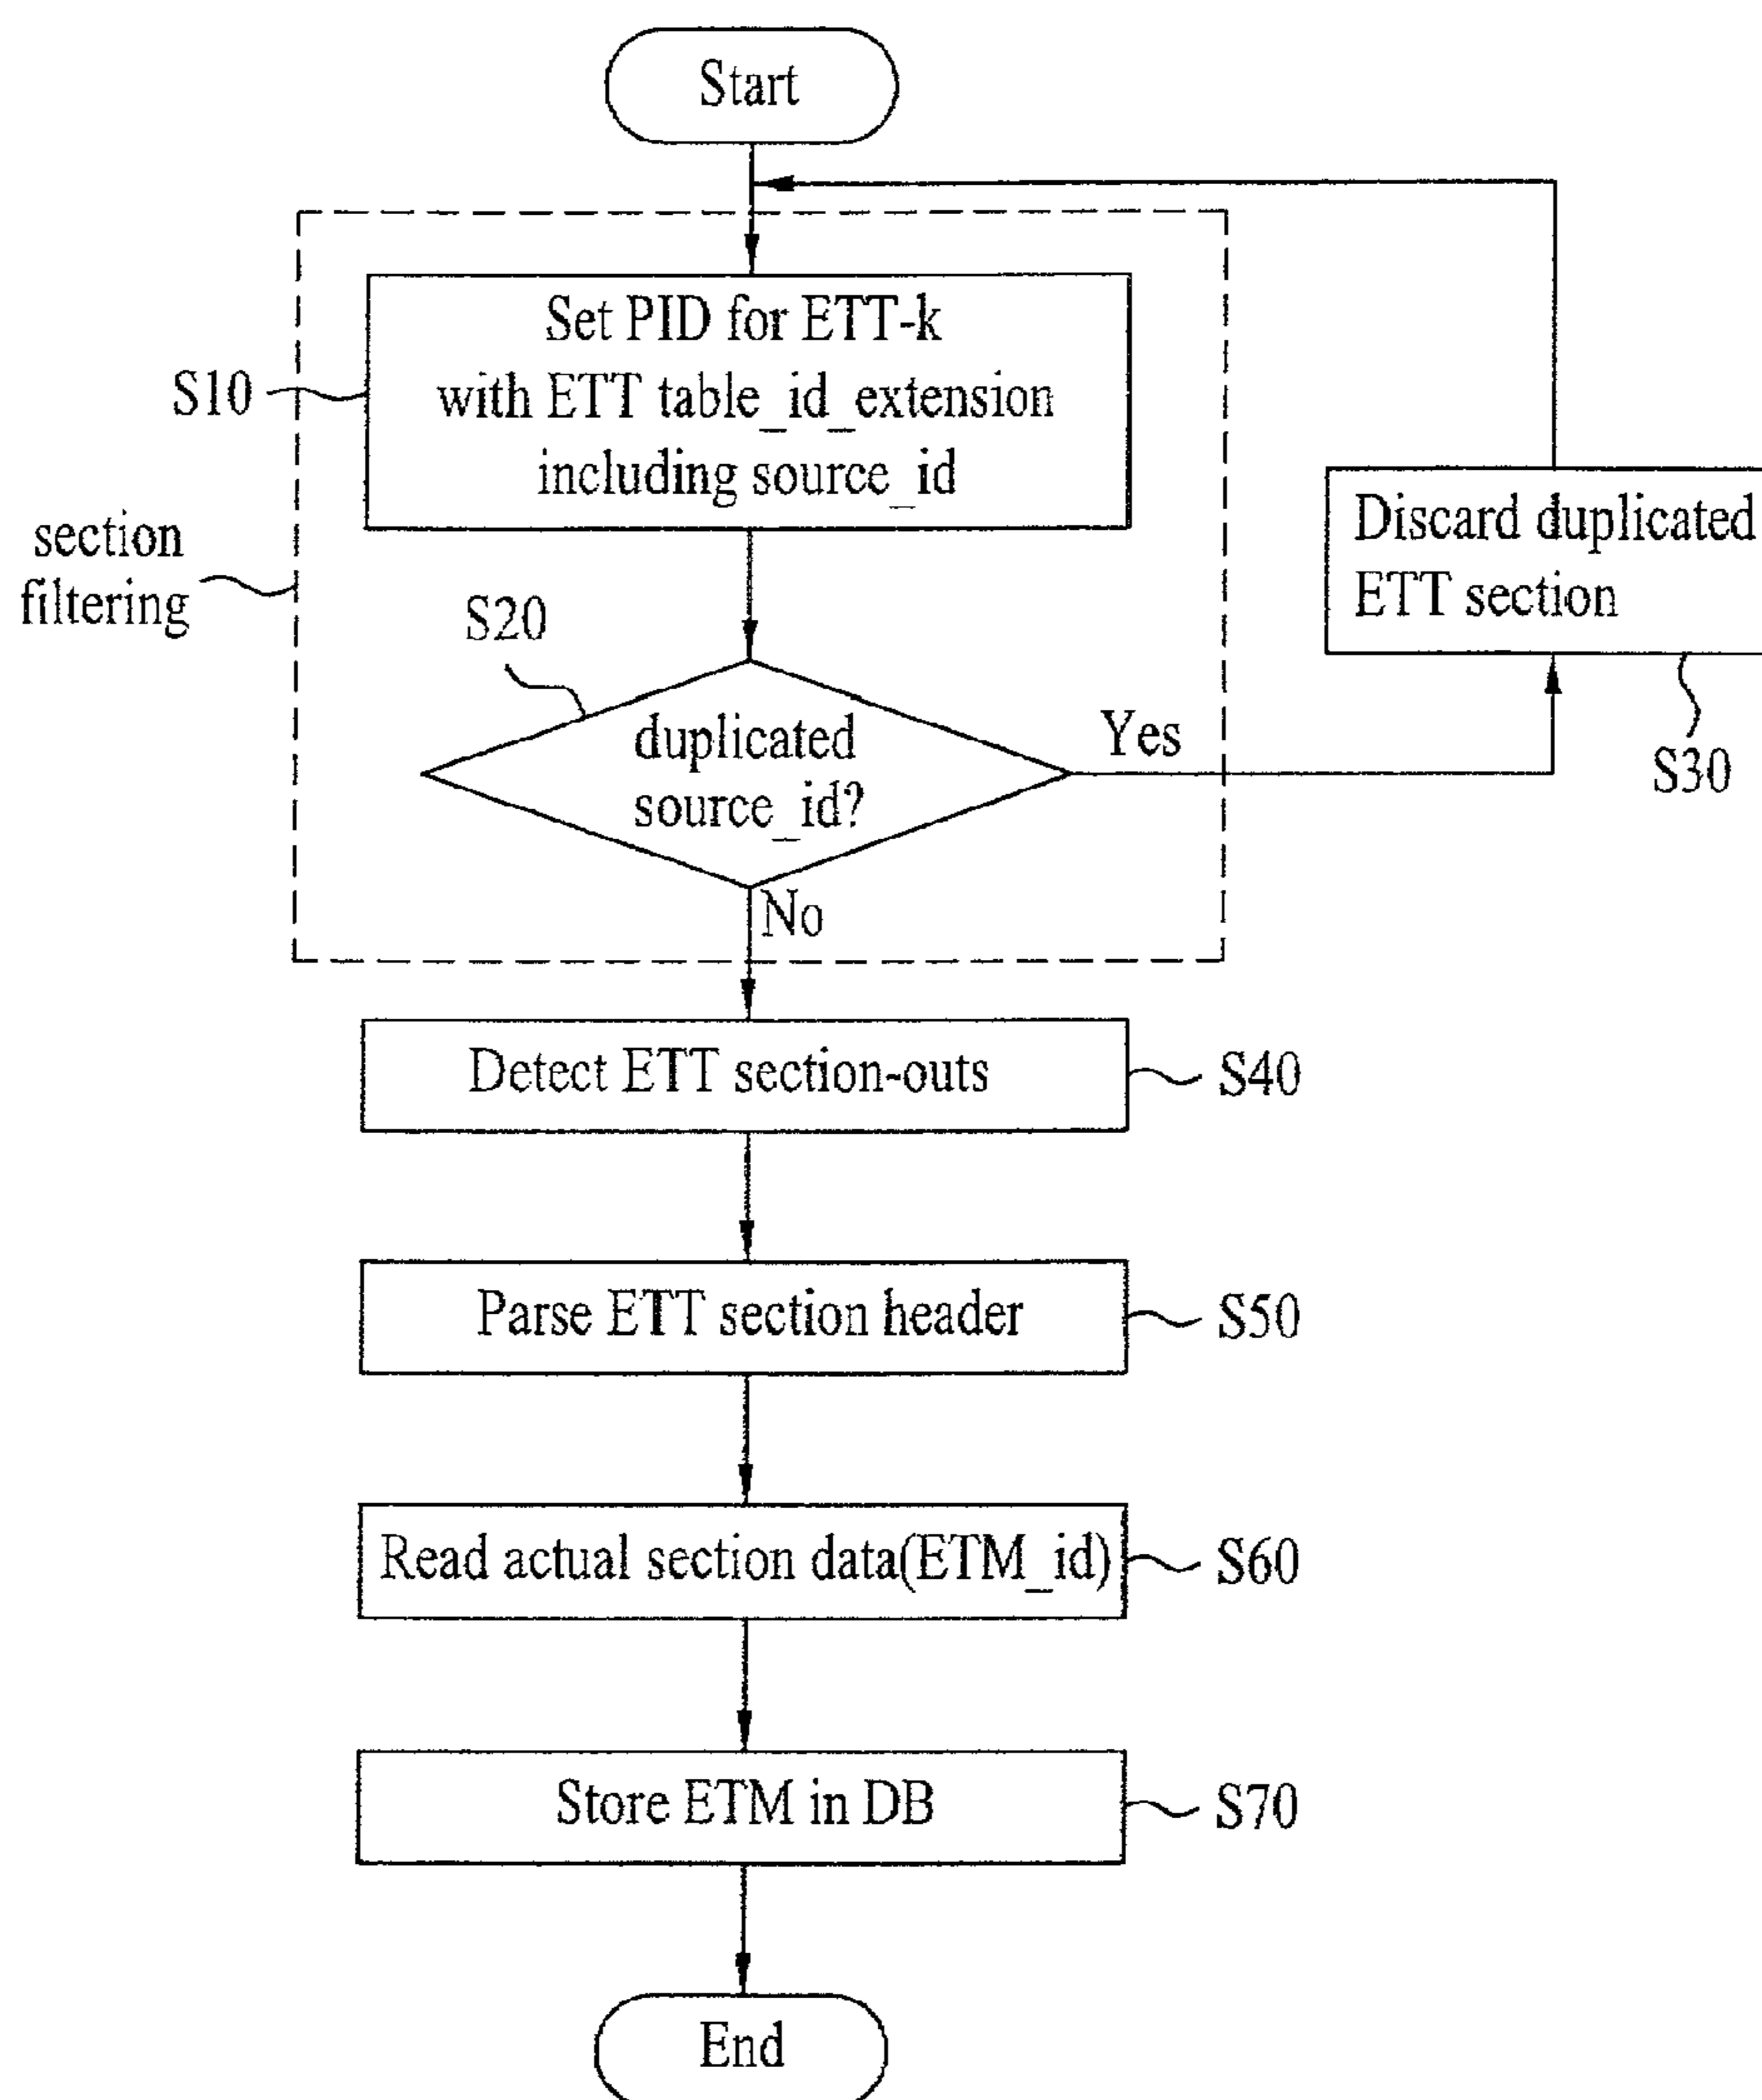 Start
Set PID for ETT-k
with ETT table_id_extension
including source_id
S10
section
filtering
S20
duplicated
source_id?
Yes
No
Discard duplicated
ETT section
S30
Detect ETT section-outs
S40
Parse ETT section header
S50
Read actual section data(ETM_id)
S60
Store ETM in DB
S70
End